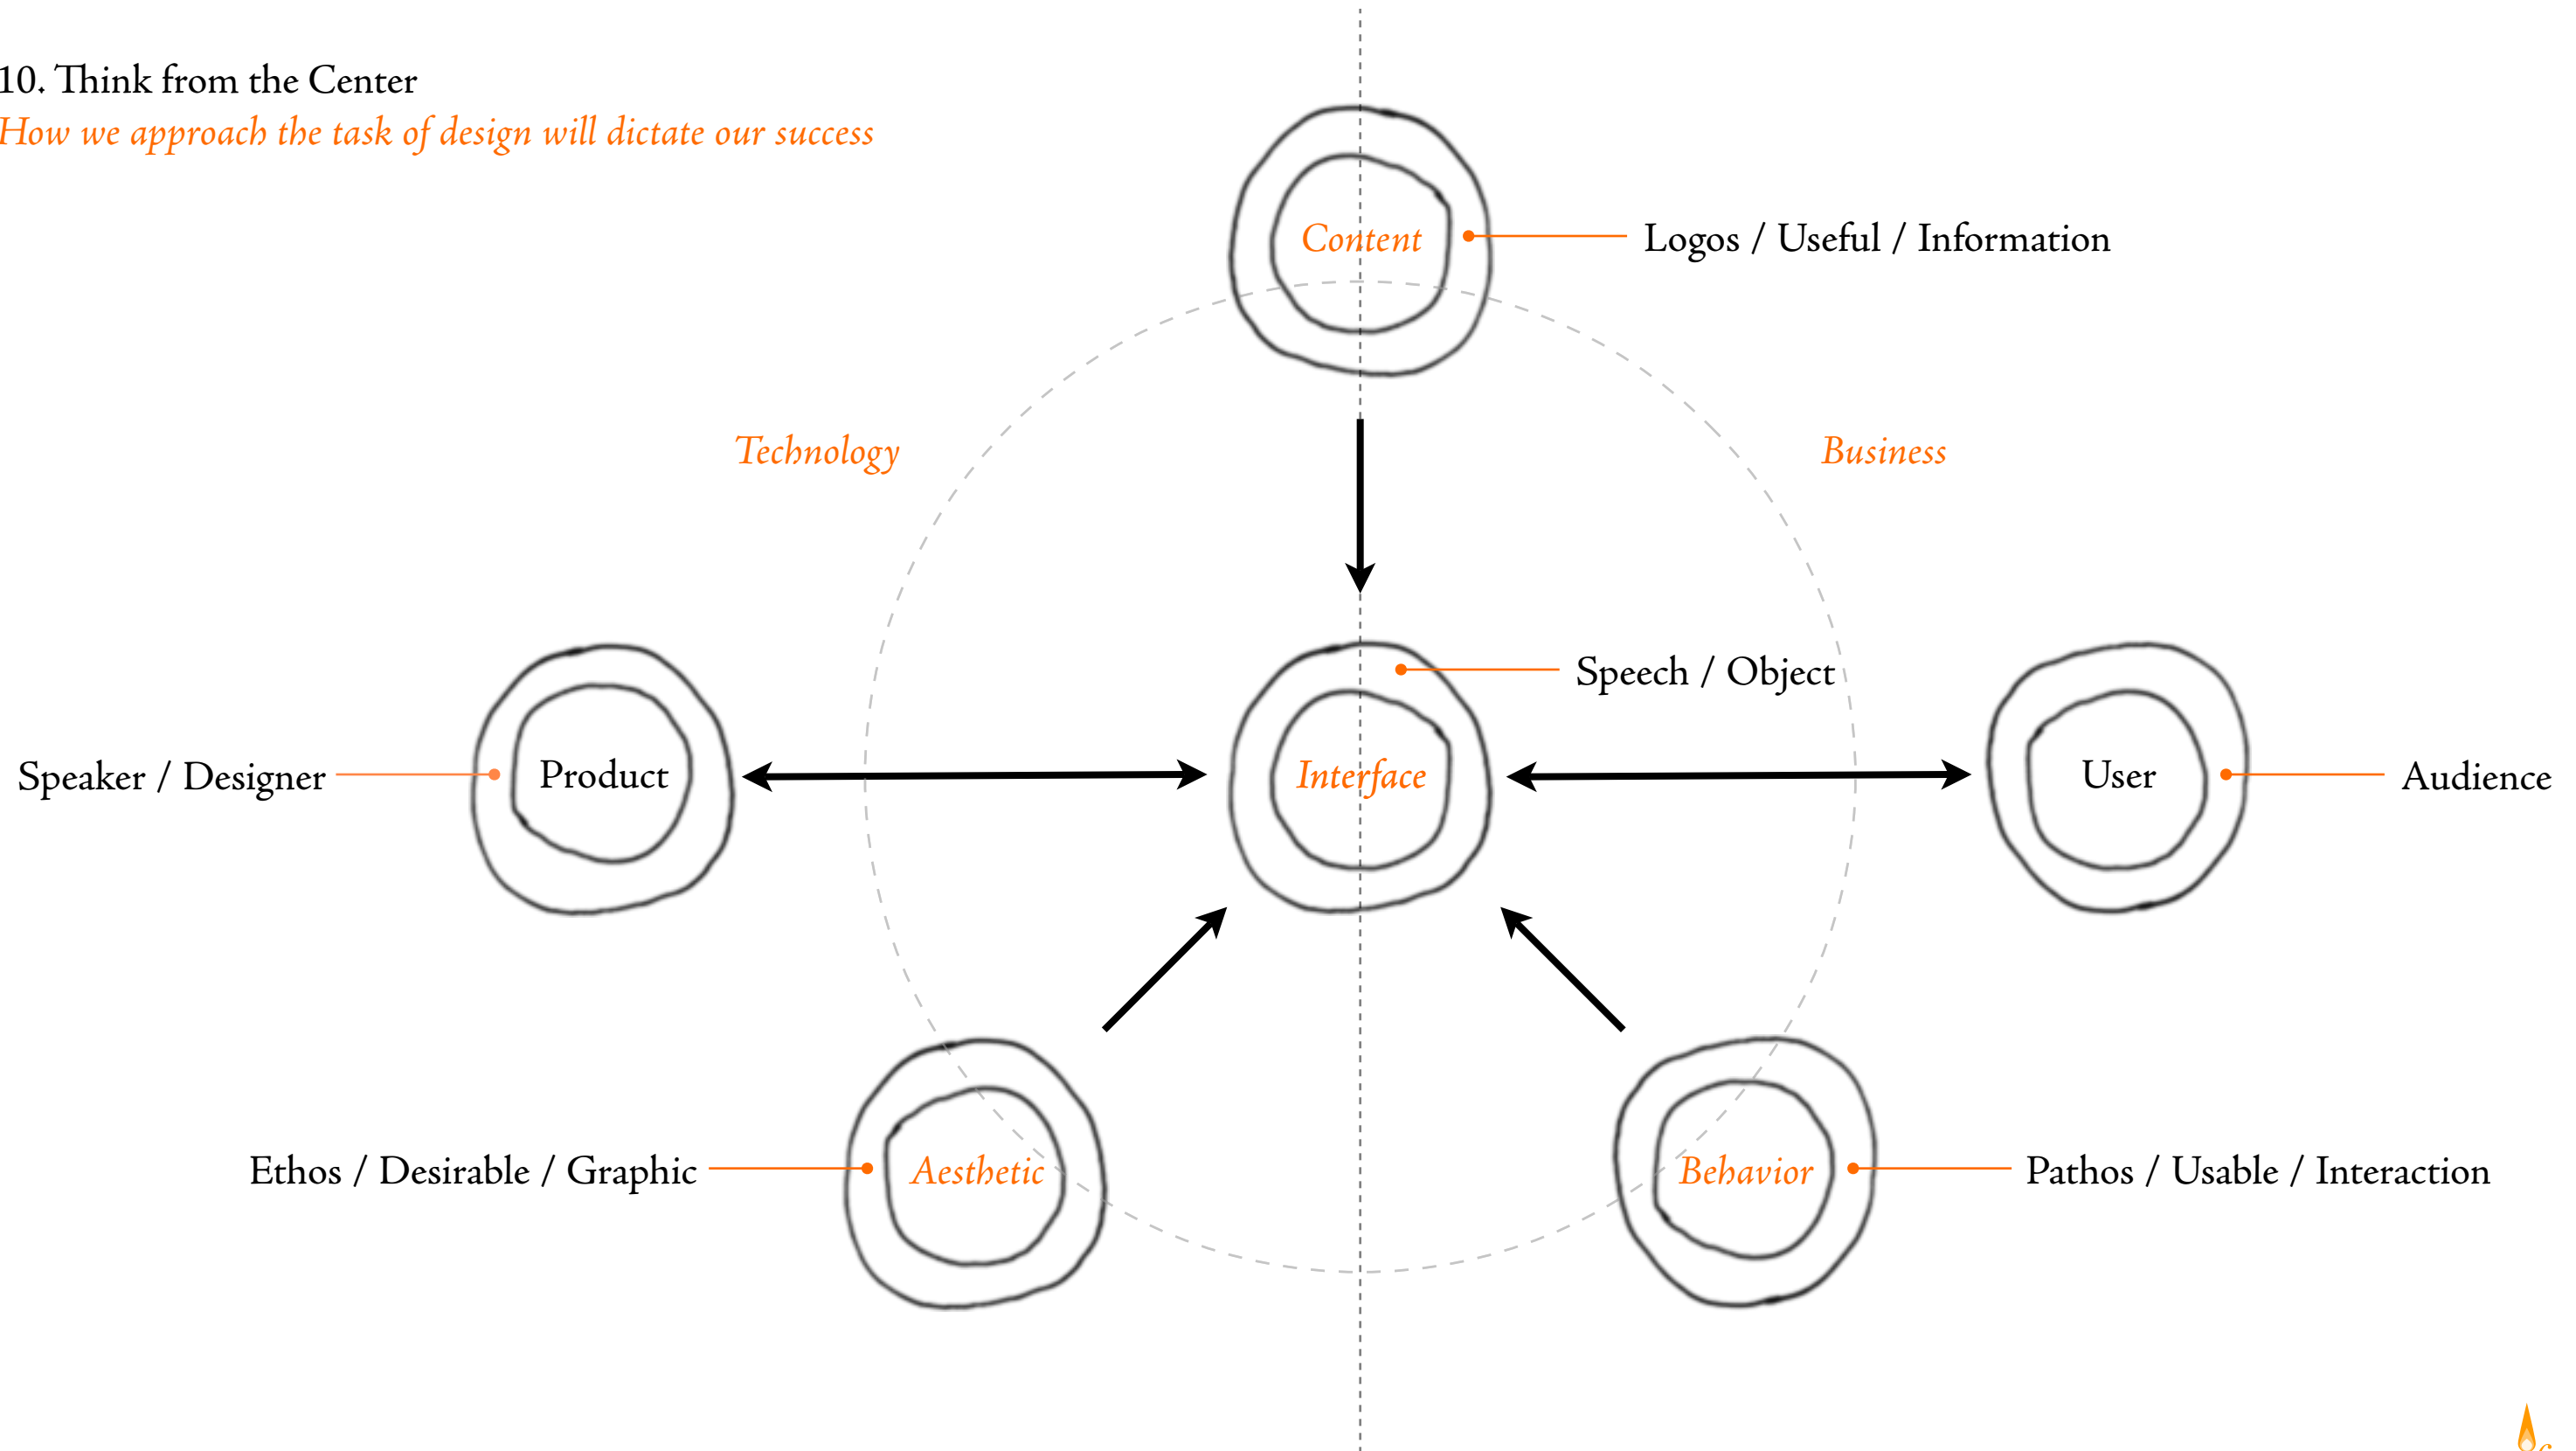 10. Think from the Center
How we approach the task of design will dictate our success
Content
Logos / Useful / Information
Technology
Business
Speech / Object
Speaker / Designer
Product
Interface
User
Audience
Ethos / Desirable / Graphic
Aesthetic
Behavior
Pathos / Usable / Interaction